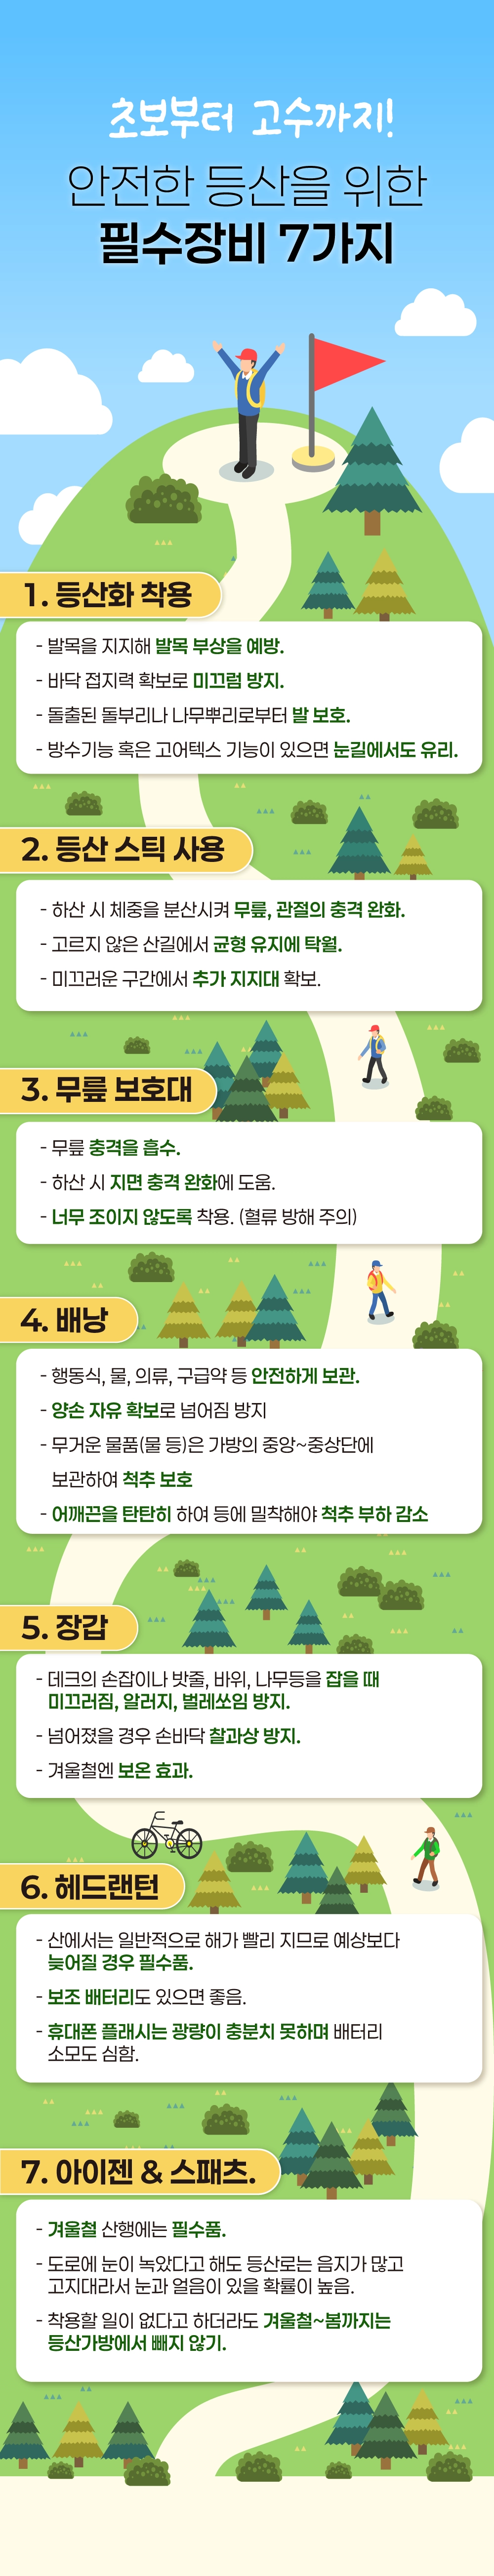 초보부터 고수까지!
안전한 등산을 위한
필수장비 7가지
1. 등산화 착용
- 발목을 지지해 발목 부상을 예방.
- 바닥 접지력 확보로 미끄럼 방지.
- 돌출된 돌부리나 나무뿌리로부터 발 보호.
- 방수기능 혹은 고어텍스 기능이 있으면 눈길에서도 유리.
2. 등산 스틱 사용
- 하산 시 체중을 분산시켜 무릎, 관절의 충격 완화.
- 고르지 않은 산길에서 균형 유지에 탁월.
- 미끄러운 구간에서 추가 지지대 확보.
3. 무릎 보호대
- 무릎 충격을 흡수.
- 하산 시 지면 충격 완화에 도움.
- 너무 조이지 않도록 착용. (혈류 방해 주의)
4. 배낭
- 행동식, 물, 의류, 구급약 등 안전하게 보관.
- 양손 자유 확보로 넘어짐 방지
- 무거운 물품(물 등)은 가방의 중앙~중상단에
보관하여 척추 보호
- 어깨끈을 탄탄히 하여 등에 밀착해야 척추 부하 감소
5. 장갑
- 데크의 손잡이나 밧줄, 바위, 나무등을 잡을 때
미끄러짐, 알러지, 벌레쏘임 방지.
- 넘어졌을 경우 손바닥 찰과상 방지.
- 겨울철엔 보온 효과.
6. 헤드랜턴
- 산에서는 일반적으로 해가 빨리 지므로 예상보다
늦어질 경우 필수품.
- 보조 배터리도 있으면 좋음.
- 휴대폰 플래시는 광량이 충분치 못하며 배터리
소모도 심함.
7. 아이젠 & 스패츠.
- 겨울철 산행에는 필수품.
- 도로에 눈이 녹았다고 해도 등산로는 음지가 많고
고지대라서 눈과 얼음이 있을 확률이 높음.
- 착용할 일이 없다고 하더라도 겨울철~봄까지는
등산가방에서 빼지 않기.